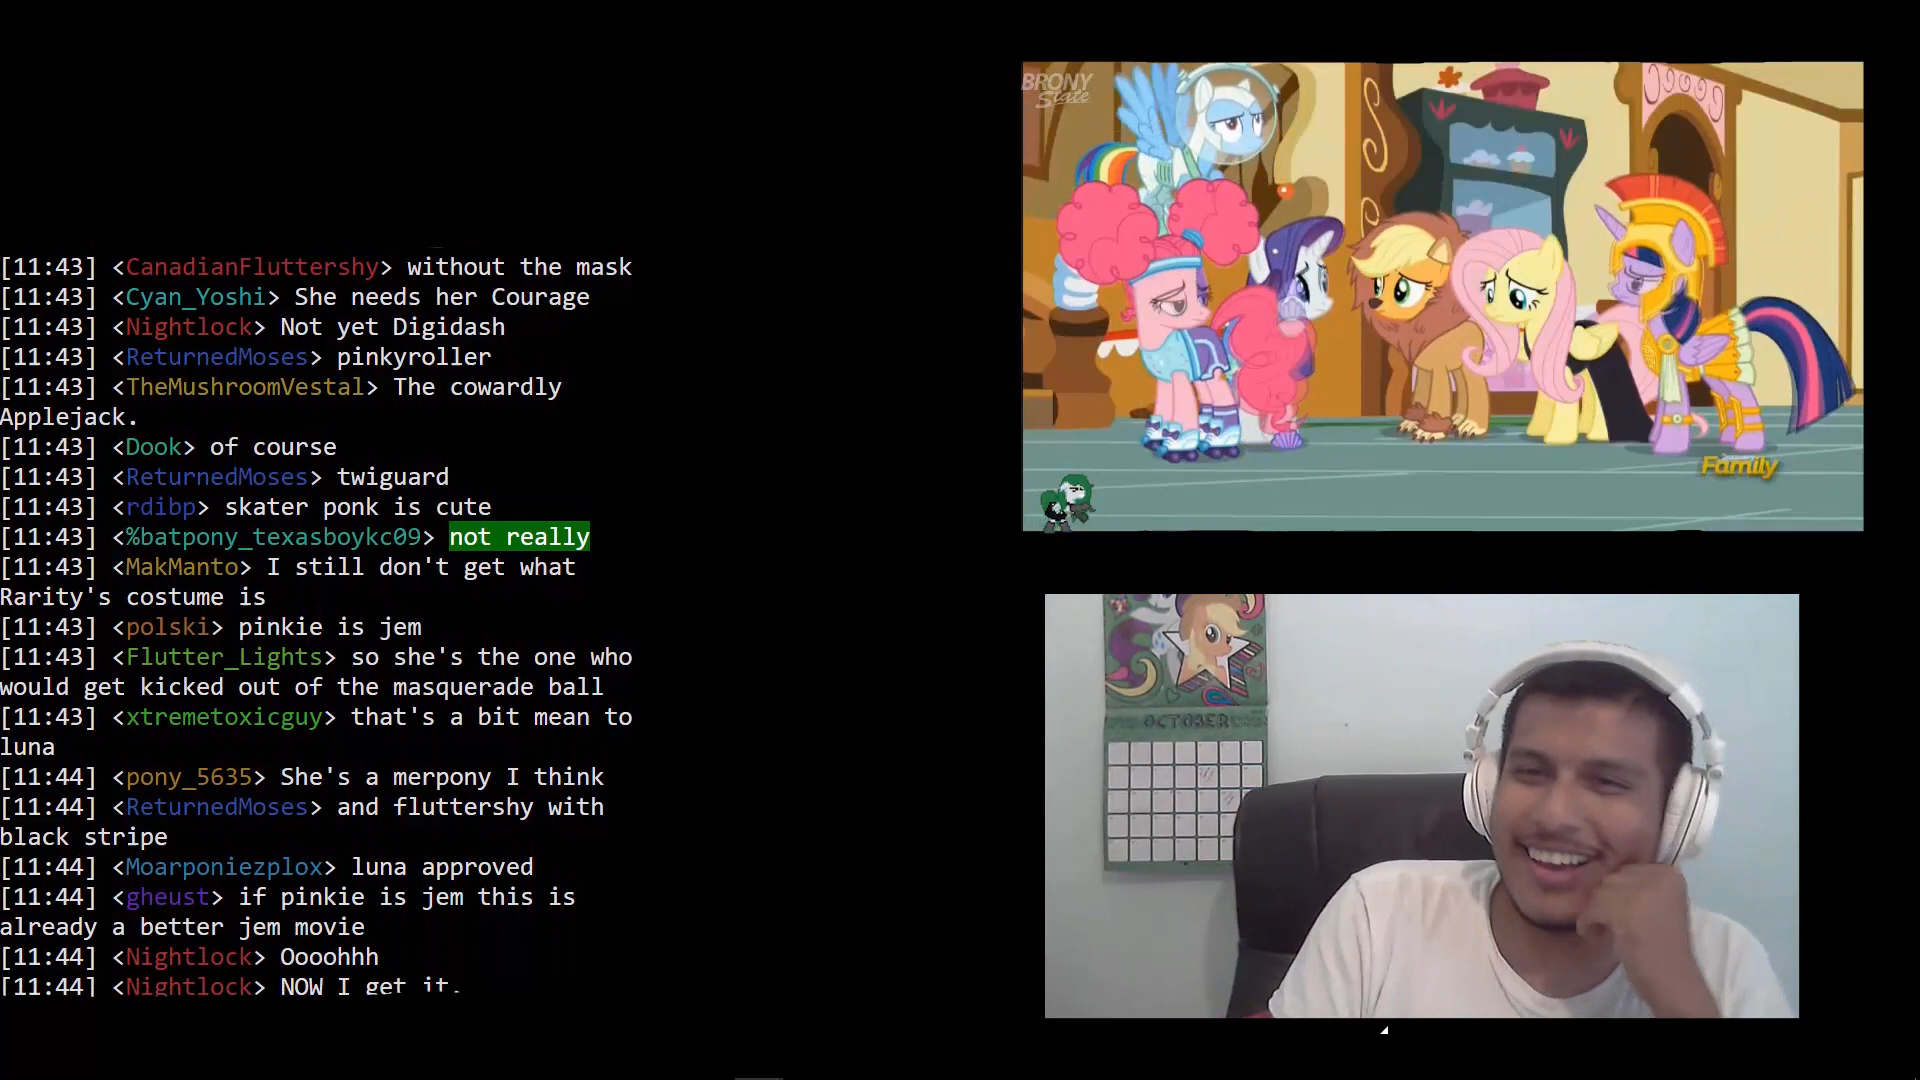 [11:43] <CanadianFluttershy> without the mask
[11:43] <Cyan_Yoshi> She needs her Courage
[11:43] <Nightlock> Not yet Digidash
[11:43] <ReturnedMoses> pinkyroller
[11:43] <TheMushroomVestal> The cowardly
Applejack.
[11:43] <Dook> of course
[11:43] <ReturnedMoses> twiguard
[11:43] <rdibp> skater ponk is cute
[11:43] <%batpony_texasboykc09> not really
[11:43] <MakManto> I still don't get what
Rarity's costume is
[11:43] <polski> pinkie is jem
[11:43] <Flutter_Lights> so she's the one who
would get kicked out of the masquerade ball
[11:43] <xtremetoxicguy> that's a bit mean to
luna
[11:44] <pony_5635> She's a merpony I think
[11:44] <ReturnedMoses> and fluttershy with
black stripe
[11:44] <Moarponiezplox> luna approved
[11:44] <gheust> if pinkie is jem this is
already a better jem movie
[11:44] <Nightlock> Oooohhh
[11:44] <Nightlock> NOW I get it.
BRONY
State
Discovery
Family
OCTOBER